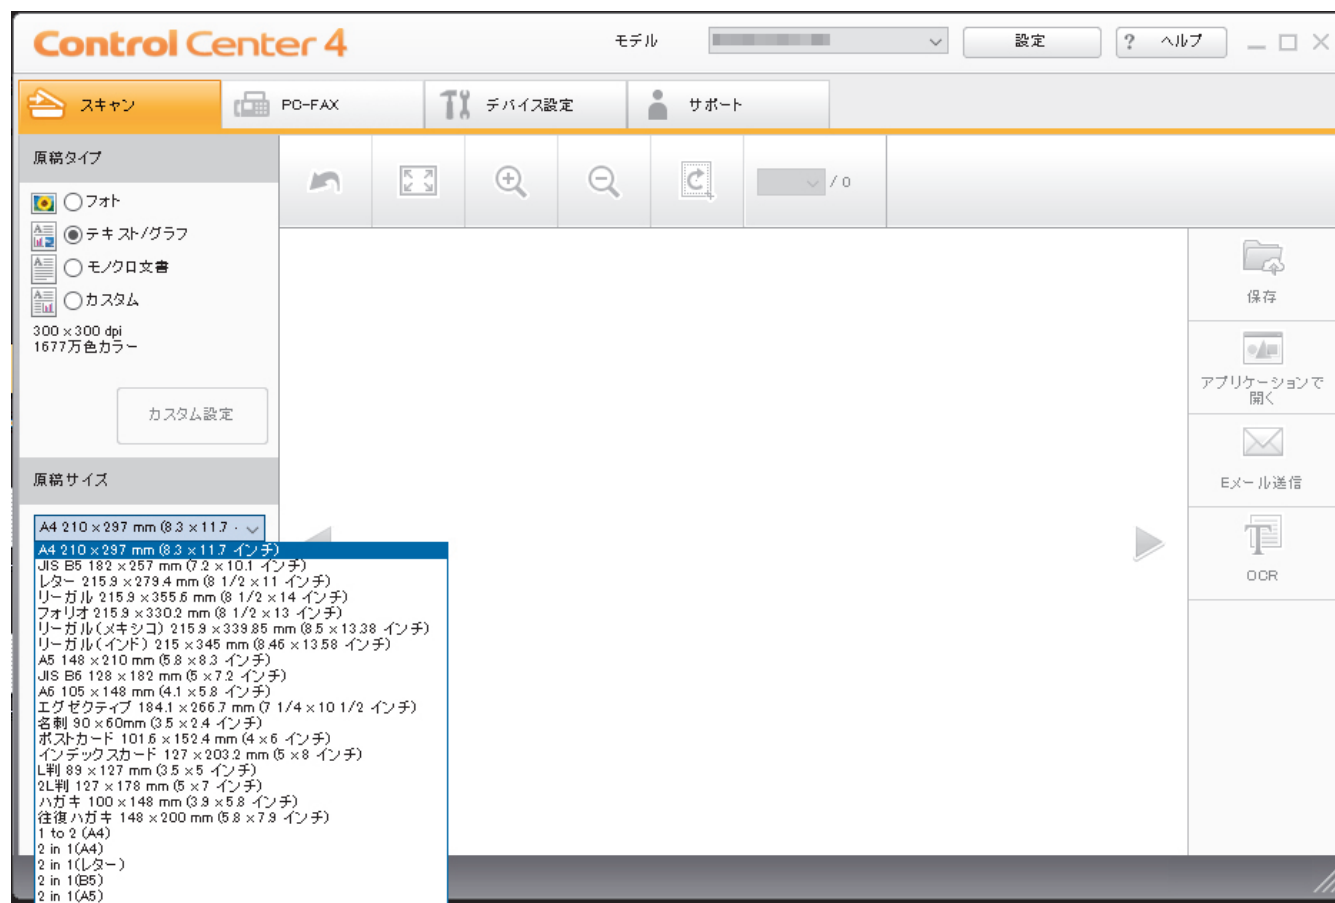 Control Center 4
モデル
設定
? ヘルプ
スキャン
PC-FAX
デバイス設定
サポート
原稿タイプ
フォト
テキスト/グラフ
モノクロ文書
カスタム
300 x 300 dpi
1677万色カラー
カスタム設定
原稿サイズ
A4 210 x 297 mm (8.3 x 11.7 ·
A4 210 x 297 mm (8.3 x 11.7 インチ)
JIS B5 182 x 257 mm (7.2 x 10.1 インチ)
レター 215.9 x 279.4 mm (8 1/2 x 11 インチ)
リーガル 215.9 x 355.6 mm (8 1/2 x 14 インチ)
フォリオ 215.9 x 330.2 mm (8 1/2 x 13 インチ)
リーガル(メキシコ) 215.9 x 339.85 mm (8.5 x 13.38 インチ)
リーガル(インド) 215 x 345 mm (8.46 x 13.58 インチ)
A5 148 x 210 mm (5.8 x 8.3 インチ)
JIS B6 128 x 182 mm (5 x 7.2 インチ)
A6 105 x 148 mm (4.1 x 5.8 インチ)
エグゼクティブ 184.1 x 266.7 mm (7 1/4 x 10 1/2 インチ)
名刺 90 x 60mm (3.5 x 2.4 インチ)
ポストカード 101.6 x 152.4 mm (4 x 6 インチ)
インデックスカード 127 x 203.2 mm (5 x 8 インチ)
L判 89 x 127 mm (3.5 x 5 インチ)
2L判 127 x 178 mm (5 x 7 インチ)
ハガキ 100 x 148 mm (3.9 x 5.8 インチ)
往復ハガキ 148 x 200 mm (5.8 x 7.9 インチ)
1 to 2 (A4)
2 in 1(A4)
2 in 1(レター)
2 in 1(B5)
2 in 1(A5)
/ 0
保存
アプリケーションで
開く
Eメール送信
OCR